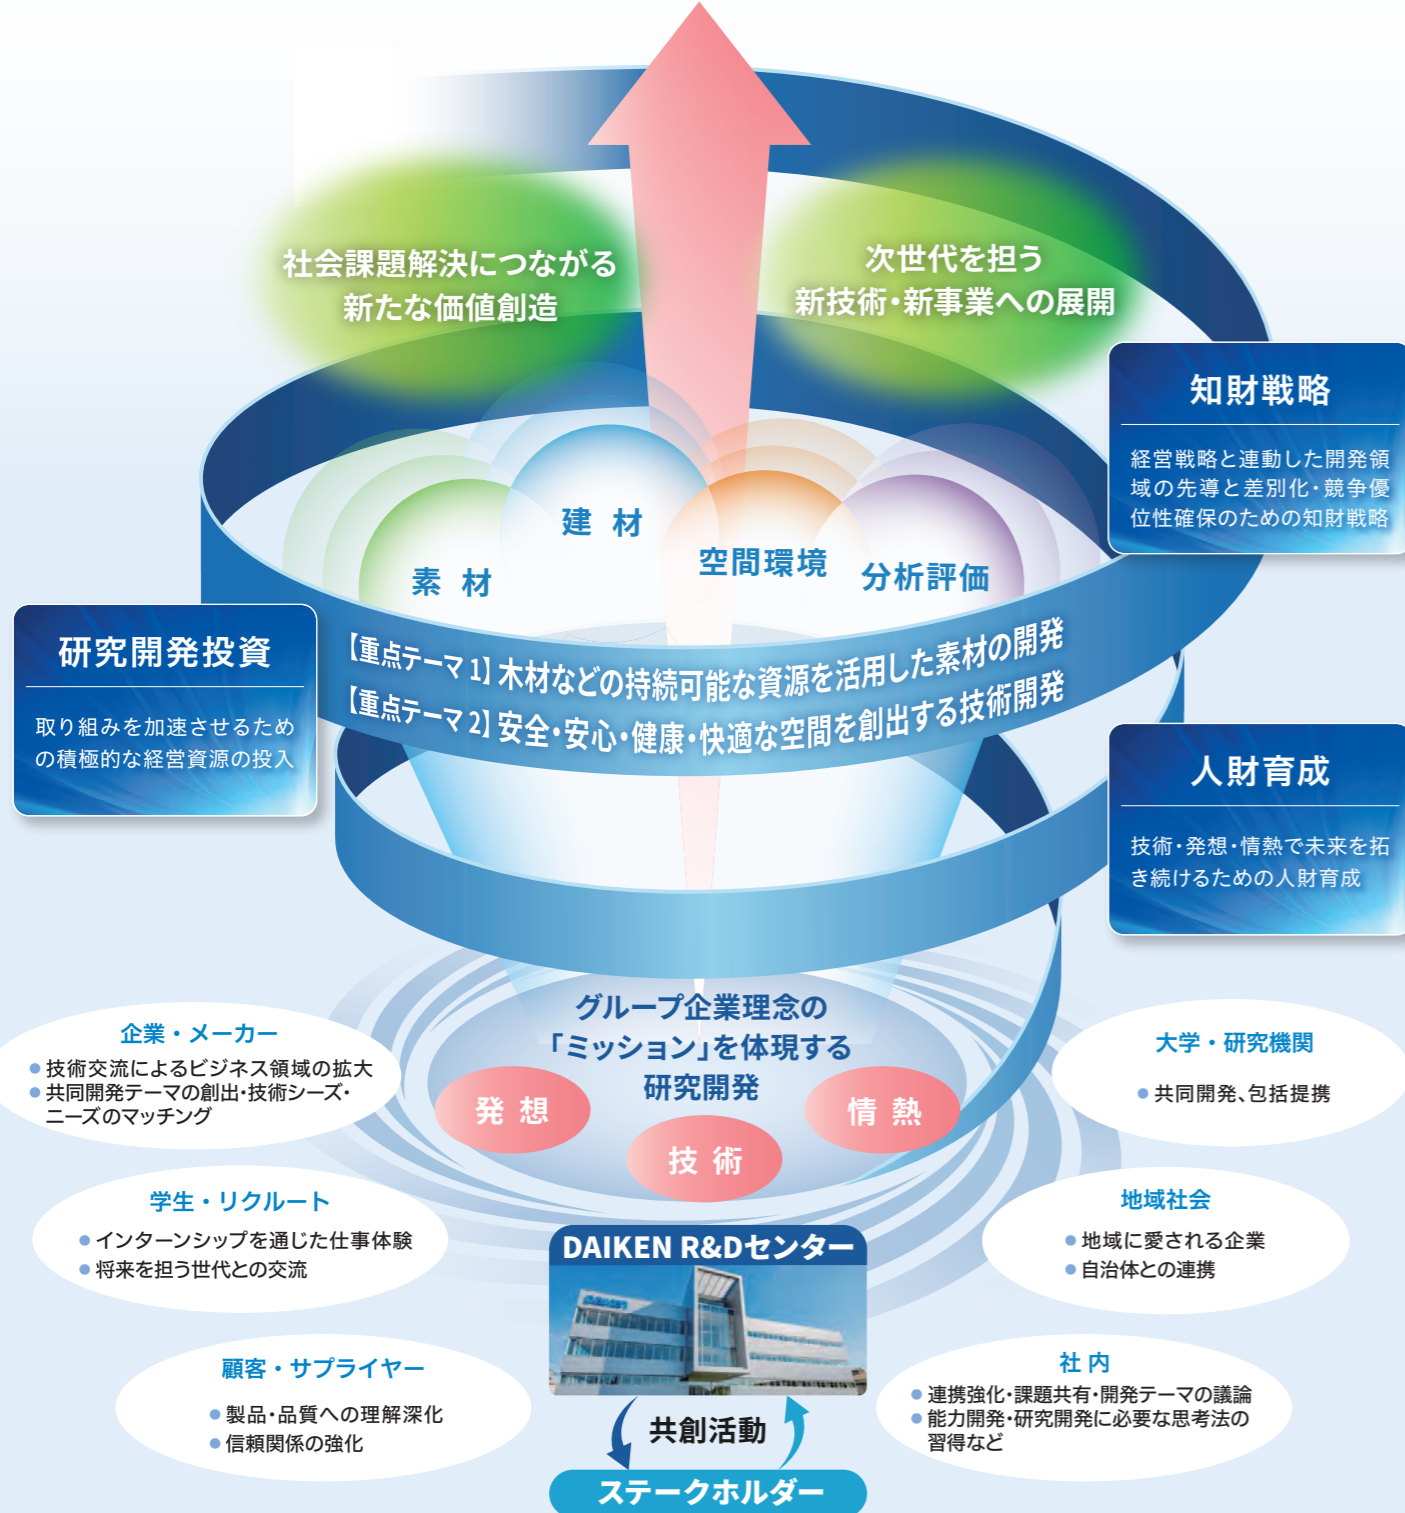 社会課題解決につながる
新たな価値創造
次世代を担う
新技術・新事業への展開
知財戦略
経営戦略と連動した開発領
域の先導と差別化・競争優
位性確保のための知財戦略
建 材
素 材
空間環境
分析評価
研究開発投資
取り組みを加速させるため
の積極的な経営資源の投入
【重点テーマ1】木材などの持続可能な資源を活用した素材の開発
【重点テーマ2】安全・安心・健康・快適な空間を創出する技術開発
人財育成
技術・発想・情熱で未来を拓
き続けるための人財育成
グループ企業理念の
「ミッション」を体現する
研究開発
発 想
技 術
情 熱
企業・メーカー
● 技術交流によるビジネス領域の拡大
● 共同開発テーマの創出・技術シーズ・
ニーズのマッチング
大学・研究機関
● 共同開発、包括提携
学生・リクルート
● インターンシップを通じた仕事体験
● 将来を担う世代との交流
地域社会
● 地域に愛される企業
● 自治体との連携
DAIKEN R&Dセンター
DAIKEN
顧客・サプライヤー
● 製品・品質への理解深化
● 信頼関係の強化
社 内
● 連携強化・課題共有・開発テーマの議論
● 能力開発・研究開発に必要な思考法の
習得など
共創活動
ステークホルダー